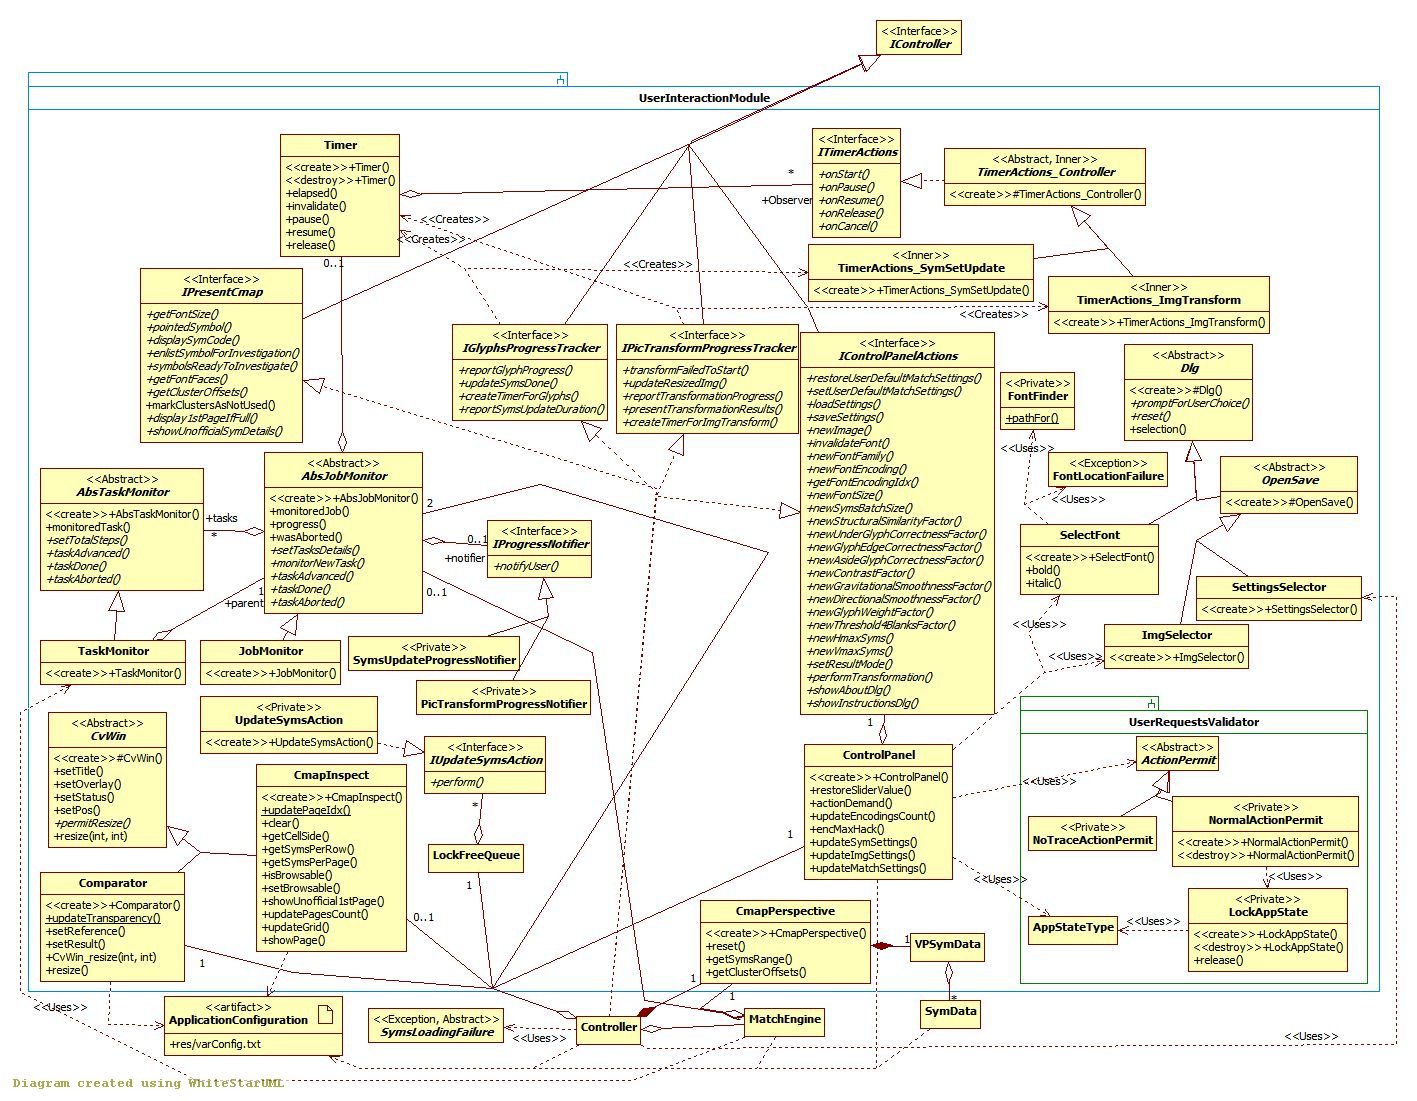 <<Interface>>
IController
UserInteractionModule
Timer
<<create>>+Timer()
<<destroy>>+Timer()
+elapsed()
+invalidate()
+pause()
+resume()
+release()
0..1
*
+Observer
<<Interface>>
ITimerActions
+onStart()
+onPause()
+onResume()
+onRelease()
+onCancel()
<<Abstract, Inner>>
TimerActions_Controller
<<create>>#TimerActions_Controller()
<<Creates>>
<<Creates>>
<<Creates>>
<<Inner>>
TimerActions_SymSetUpdate
<<create>>+TimerActions_SymSetUpdate()
<<Inner>>
TimerActions_ImgTransform
<<create>>+TimerActions_ImgTransform()
<<Creates>>
<<Interface>>
IPresentCmap
+getFontSize()
+pointedSymbol()
+displaySymCode()
+enlistSymbolForInvestigation()
+symbolsReadyToInvestigate()
+getFontFaces()
+getClusterOffsets()
+markClustersAsNotUsed()
+display1stPageIfFull()
+showUnofficialSymDetails()
<<Interface>>
IGlyphsProgressTracker
+reportGlyphProgress()
+updateSymsDone()
+createTimerForGlyphs()
+reportSymsUpdateDuration()
<<Interface>>
IPicTransformProgressTracker
+transformFailedToStart()
+updateResizedImg()
+reportTransformationProgress()
+presentTransformationResults()
+createTimerForImgTransform()
<<Interface>>
IControlPanelActions
+restoreUserDefaultMatchSettings()
+setUserDefaultMatchSettings()
+loadSettings()
+saveSettings()
+newImage()
+invalidateFont()
+newFontFamily()
+newFontEncoding()
+getFontEncodingIdx()
+newFontSize()
+newSymsBatchSize()
+newStructuralSimilarityFactor()
+newUnderGlyphCorrectnessFactor()
+newGlyphEdgeCorrectnessFactor()
+newAsideGlyphCorrectnessFactor()
+newContrastFactor()
+newGravitationalSmoothnessFactor()
+newDirectionalSmoothnessFactor()
+newGlyphWeightFactor()
+newThreshold4BlanksFactor()
+newHmaxSyms()
+newVmaxSyms()
+setResultMode()
+performTransformation()
+showAboutDlg()
+showInstructionsDlg()
<<Private>>
FontFinder
+pathFor()
<<Abstract>>
Dlg
<<create>>#Dlg()
+promptForUserChoice()
+reset()
+selection()
<<Uses>>
<<Exception>>
FontLocationFailure
<<Uses>>
<<Abstract>>
OpenSave
<<create>>#OpenSave()
SelectFont
<<create>>+SelectFont()
+bold()
+italic()
SettingsSelector
<<create>>+SettingsSelector()
<<Uses>>
ImgSelector
<<create>>+ImgSelector()
<<Uses>>
<<Abstract>>
AbsTaskMonitor
<<create>>+AbsTaskMonitor()
+monitoredTask()
+setTotalSteps()
+taskAdvanced()
+taskDone()
+taskAborted()
+tasks
*
<<Abstract>>
AbsJobMonitor
<<create>>+AbsJobMonitor()
+monitoredJob()
+progress()
+wasAborted()
+setTasksDetails()
+monitorNewTask()
+taskAdvanced()
+taskDone()
+taskAborted()
2
0..1
+notifier
0..1
1
+parent
<<Interface>>
IProgressNotifier
+notifyUser()
TaskMonitor
<<create>>+TaskMonitor()
JobMonitor
<<create>>+JobMonitor()
<<Private>>
SymsUpdateProgressNotifier
<<Private>>
PicTransformProgressNotifier
<<Abstract>>
CvWin
<<create>>#CvWin()
+setTitle()
+setOverlay()
+setStatus()
+setPos()
+permitResize()
+resize(int, int)
<<Private>>
UpdateSymsAction
<<create>>+UpdateSymsAction()
<<Interface>>
IUpdateSymsAction
+perform()
*
CmapInspect
<<create>>+CmapInspect()
+updatePageIdx()
+clear()
+getCellSide()
+getSymsPerRow()
+getSymsPerPage()
+isBrowsable()
+setBrowsable()
+showUnofficial1stPage()
+updatePagesCount()
+updateGrid()
+showPage()
0..1
LockFreeQueue
1
Comparator
<<create>>+Comparator()
+updateTransparency()
+setReference()
+setResult()
+CvWin_resize(int, int)
+resize()
1
1
ControlPanel
<<create>>+ControlPanel()
+restoreSliderValue()
+actionDemand()
+updateEncodingsCount()
+encMaxHack()
+updateSymSettings()
+updateImgSettings()
+updateMatchSettings()
1
<<Uses>>
<<Uses>>
UserRequestsValidator
<<Abstract>>
ActionPermit
<<Private>>
NoTraceActionPermit
<<Private>>
NormalActionPermit
<<create>>+NormalActionPermit()
<<destroy>>+NormalActionPermit()
<<Uses>>
<<Private>>
LockAppState
<<create>>+LockAppState()
<<destroy>>+LockAppState()
+release()
AppStateType
<<Uses>>
CmapPerspective
<<create>>+CmapPerspective()
+reset()
+getSymsRange()
+getClusterOffsets()
1
VPSymData
*
SymData
1
1
<<Uses>>
<<artifact>>
ApplicationConfiguration
+res/varConfig.txt
<<Exception, Abstract>>
SymsLoadingFailure
<<Uses>>
Controller
MatchEngine
<<Uses>>
Diagram created using WhiteStarUML